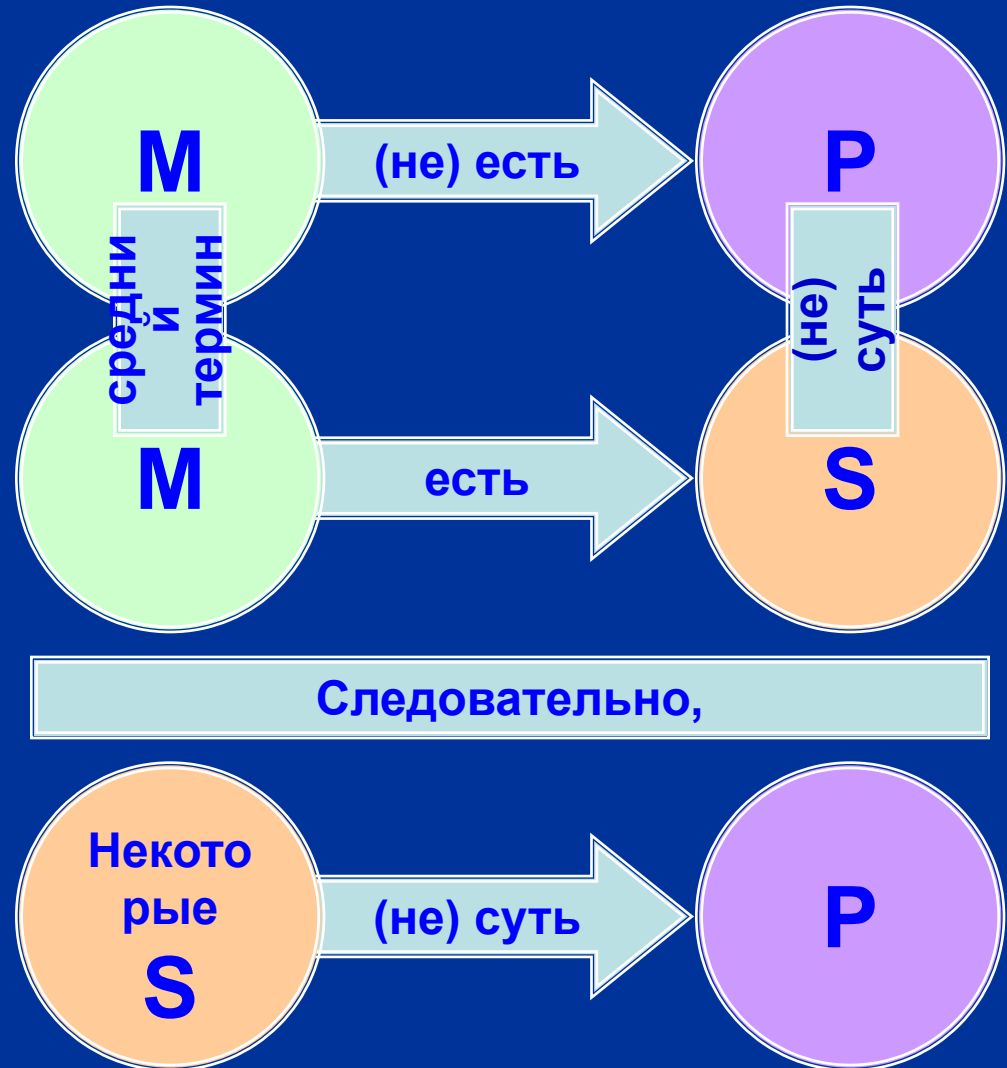 М
(не) есть
Р
средни
й
термин
(не)
суть
М
есть
S
Следовательно,
Некото
рые
S
(не) суть
Р